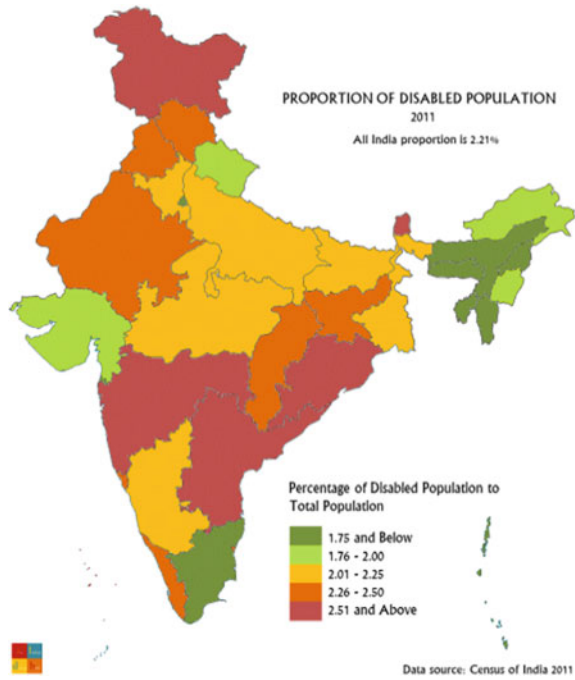 PROPORTION OF DISABLED POPULATION
2011
All India proportion is 2.21%
Percentage of Disabled Population to
Total Population
1.75 and Below
1.76 - 2.00
2.01 - 2.25
2.26 - 2.50
2.51 and Above
Data source: Census of India 2011